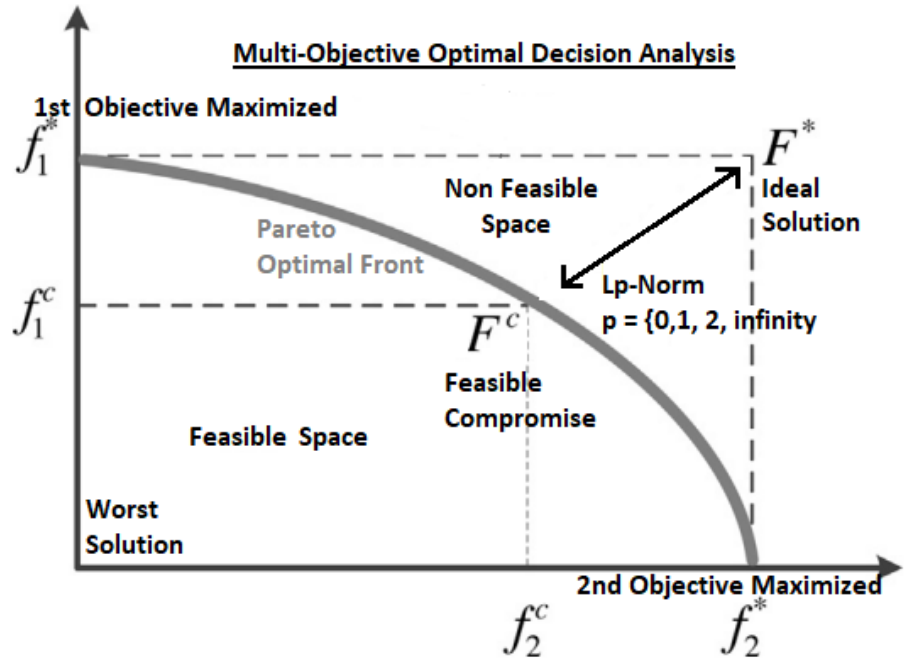 Multi-Objective Optimal Decision Analysis
1st Objective Maximized
f₁*
F*
Non Feasible
Space
Ideal
Solution
Pareto
Optimal Front
Lp-Norm
p = {0,1, 2, infinity
f₁ᶜ
Fᶜ
Feasible
Compromise
Feasible Space
Worst
Solution
2nd Objective Maximized
f₂ᶜ
f₂*